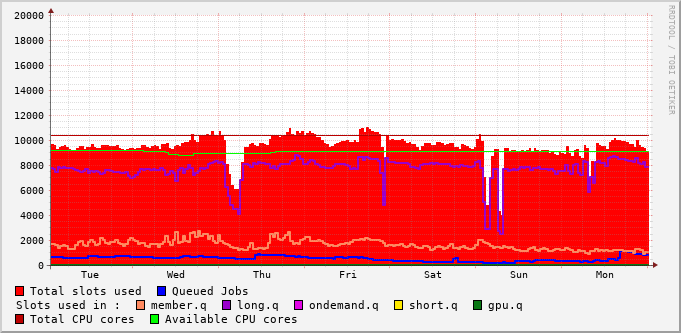 20000
18000
16000
14000
12000
10000
8000
6000
4000
2000
0
Tue Wed Thu Fri Sat Sun Mon
RRDTOOL / TOBI OETIKER
Total slots used Queued Jobs
Slots used in : member.q long.q ondemand.q short.q gpu.q
Total CPU cores Available CPU cores